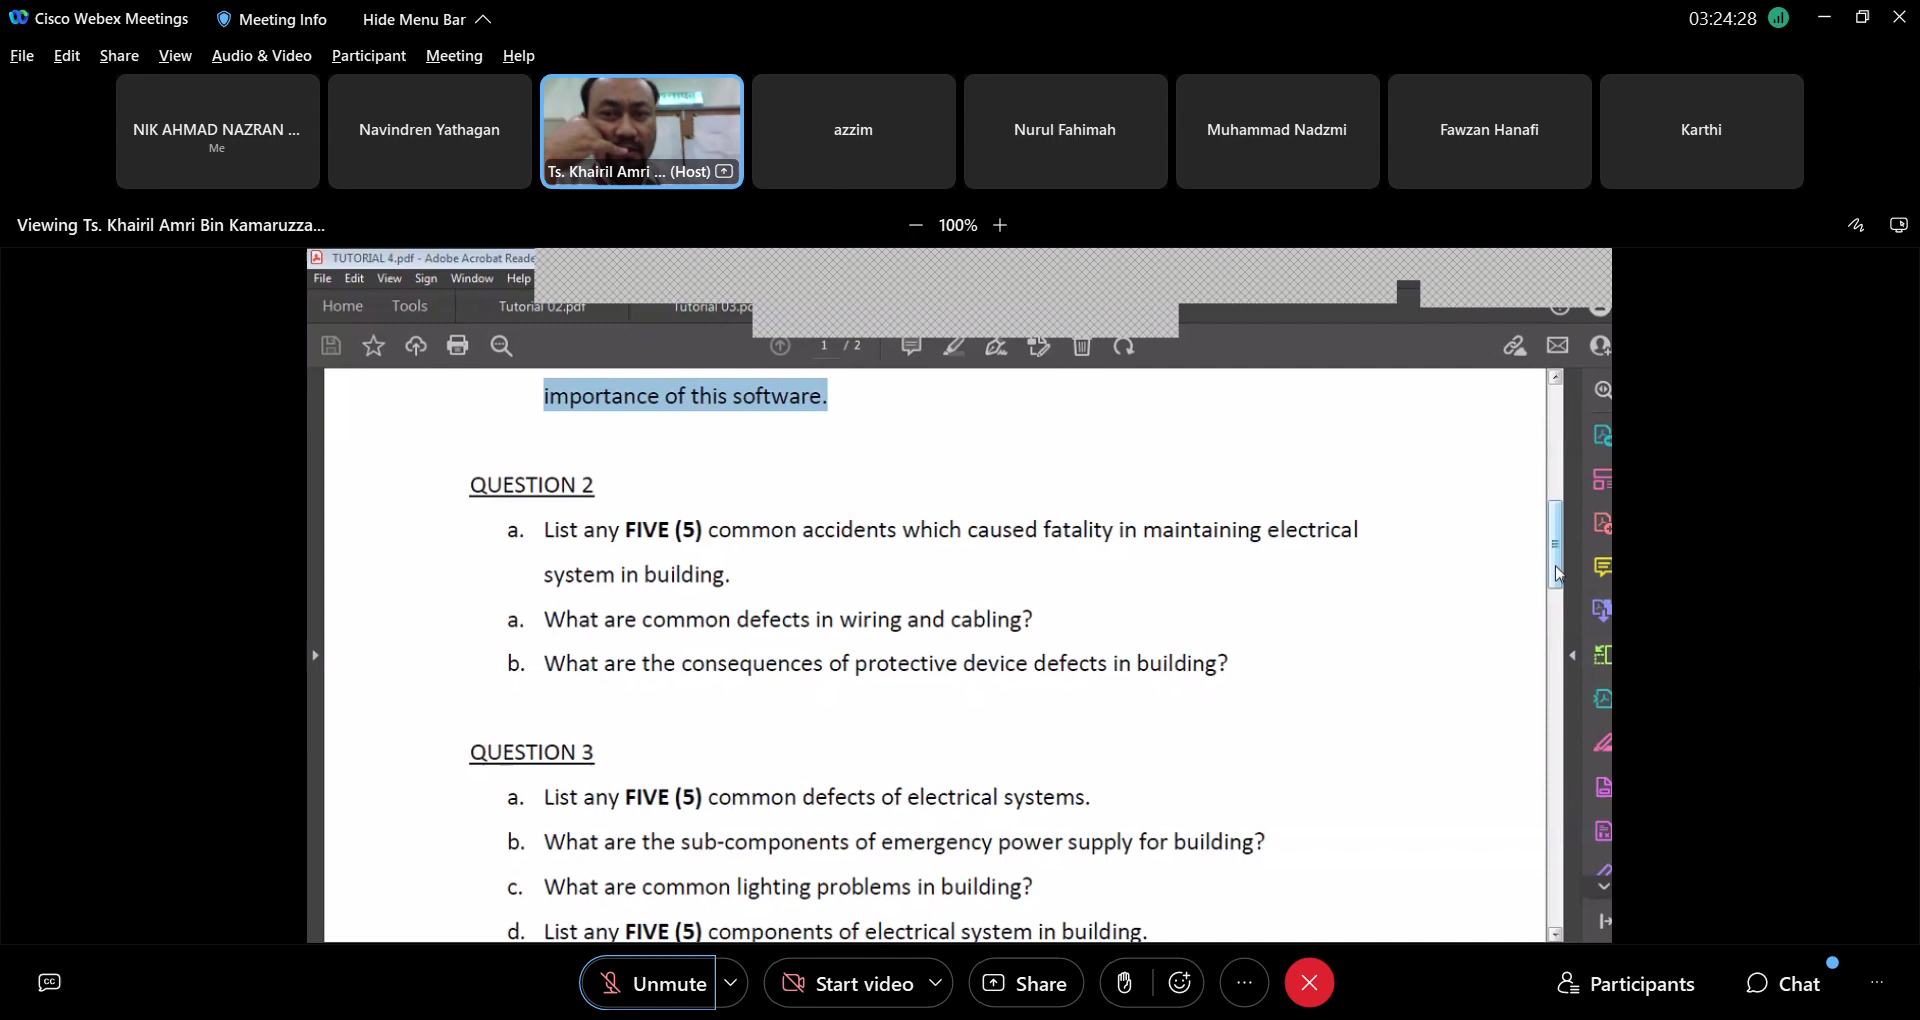 Cisco Webex Meetings Meeting Info Hide Menu Bar 03:24:28
File Edit Share View Audio & Video Participant Meeting Help
NIK AHMAD NAZRAN ...
Me
Navindren Yathagan
Ts. Khairil Amri ... (Host)
azzim
Nurul Fahimah
Muhammad Nadzmi
Fawzan Hanafi
Karthi
Viewing Ts. Khairil Amri Bin Kamaruzza... 100%
TUTORIAL 4.pdf - Adobe Acrobat Reade
File Edit View Sign Window Help
Home Tools Tutorial 02.pdf Tutorial 03.pd
1 / 2
importance of this software.
QUESTION 2
a. List any FIVE (5) common accidents which caused fatality in maintaining electrical
system in building.
a. What are common defects in wiring and cabling?
b. What are the consequences of protective device defects in building?
QUESTION 3
a. List any FIVE (5) common defects of electrical systems.
b. What are the sub-components of emergency power supply for building?
c. What are common lighting problems in building?
d. List any FIVE (5) components of electrical system in building.
CC Unmute Start video Share Participants Chat